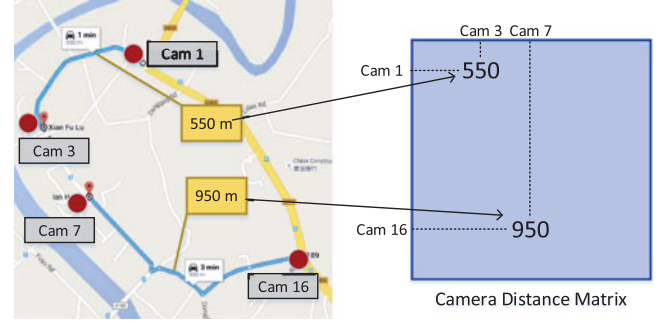 1 min
Cam 1
Xian Fu Lu
Cam 3
550 m
950 m
Cam 7
3 min
Cam 16
Cam 3 Cam 7
Cam 1
550
Cam 16
950
Camera Distance Matrix